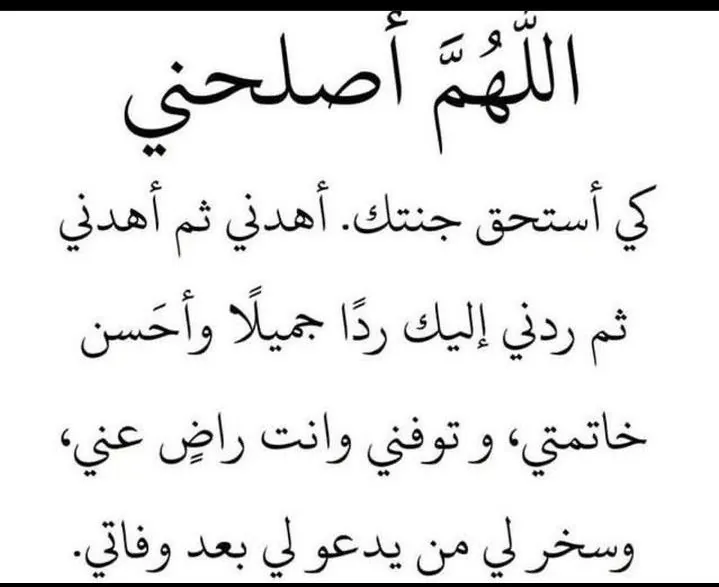 اللَّهُمَّ أصلحني
كي أستحق جنتك. أهدني ثم أهدني
ثم ردني إليك ردًا جميلًا وأحَسن
خاتمتي، و توفني وانت راضٍ عني،
وسخر لي من يدعو لي بعد وفاتي.